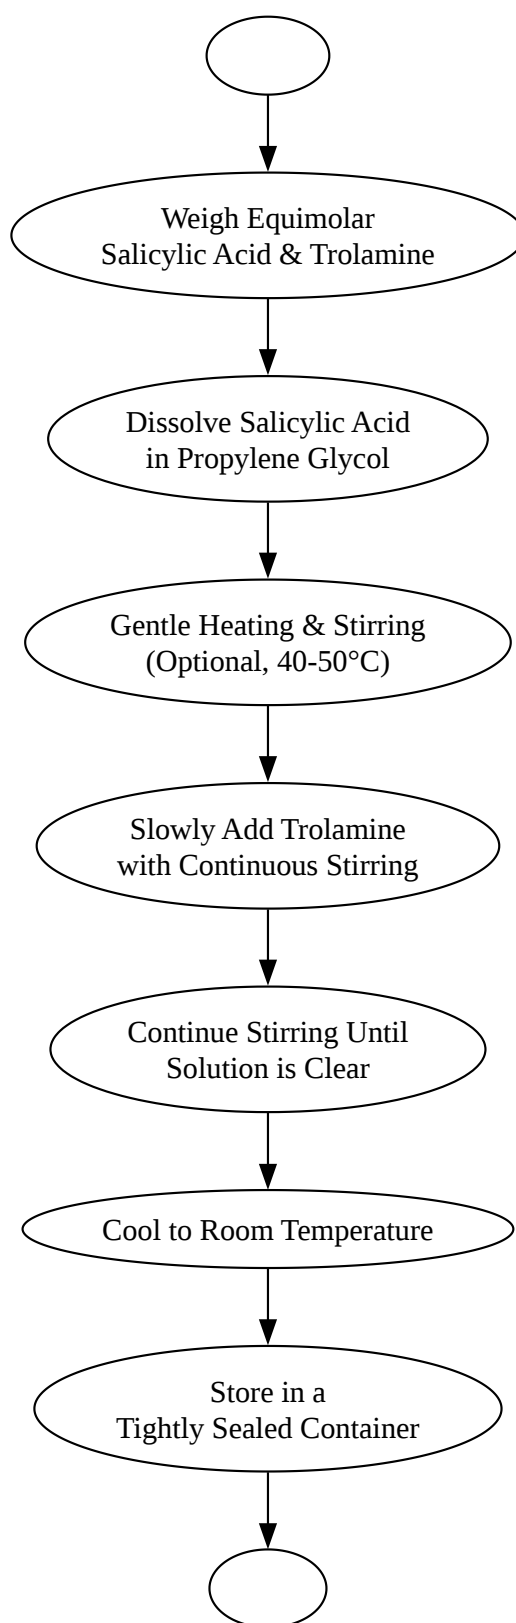 Weigh Equimolar
Salicylic Acid & Trolamine
Dissolve Salicylic Acid
in Propylene Glycol
Gentle Heating & Stirring
(Optional, 40-50°C)
Slowly Add Trolamine
with Continuous Stirring
Continue Stirring Until
Solution is Clear
Cool to Room Temperature
Store in a
Tightly Sealed Container